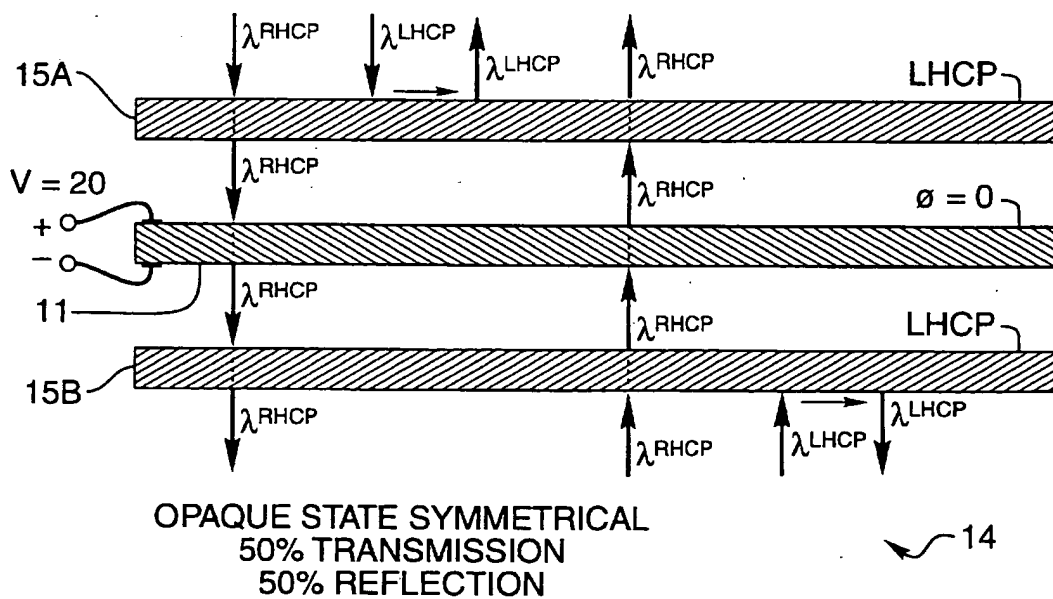 λRHCP λLHCP λLHCP λRHCP LHCP
15A
λRHCP λRHCP
V = 20 ø = 0
+
−
11 λRHCP λRHCP LHCP
15B
λRHCP λRHCP λLHCP λLHCP
OPAQUE STATE SYMMETRICAL
50% TRANSMISSION
50% REFLECTION
14